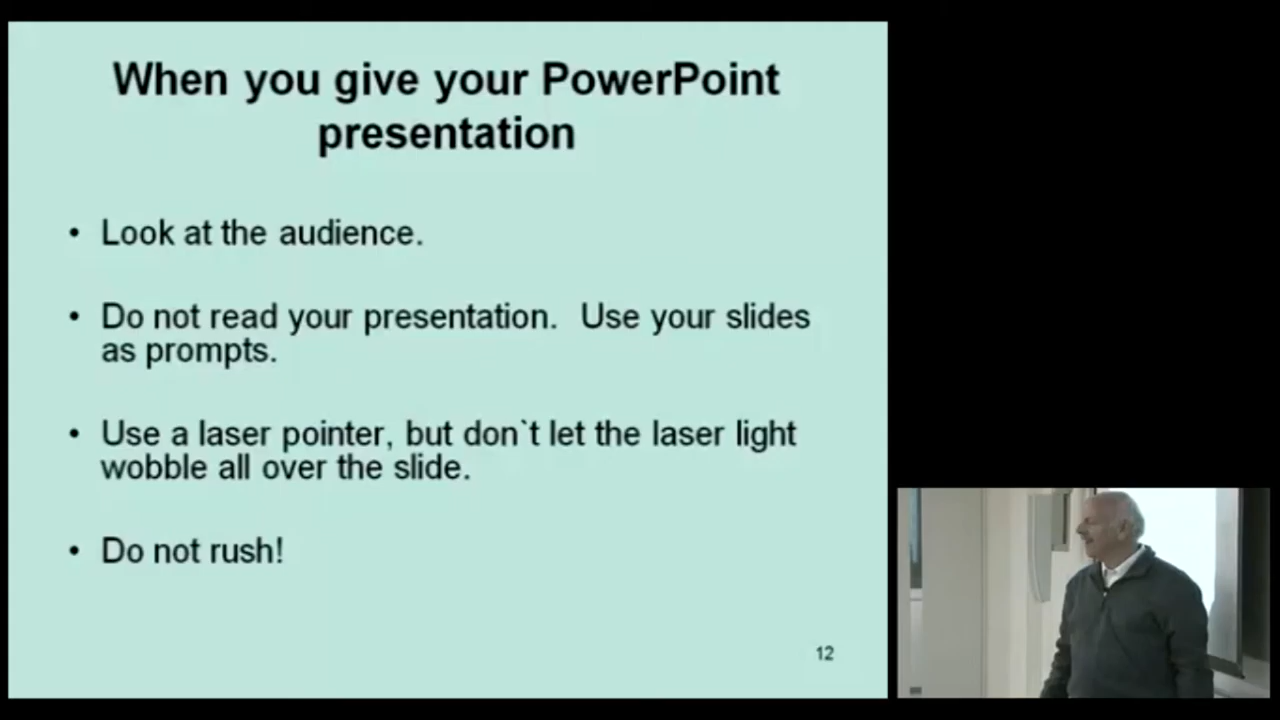 When you give your PowerPoint
presentation
• Look at the audience.
• Do not read your presentation.  Use your slides
as prompts.
• Use a laser pointer, but don`t let the laser light
wobble all over the slide.
• Do not rush!
12